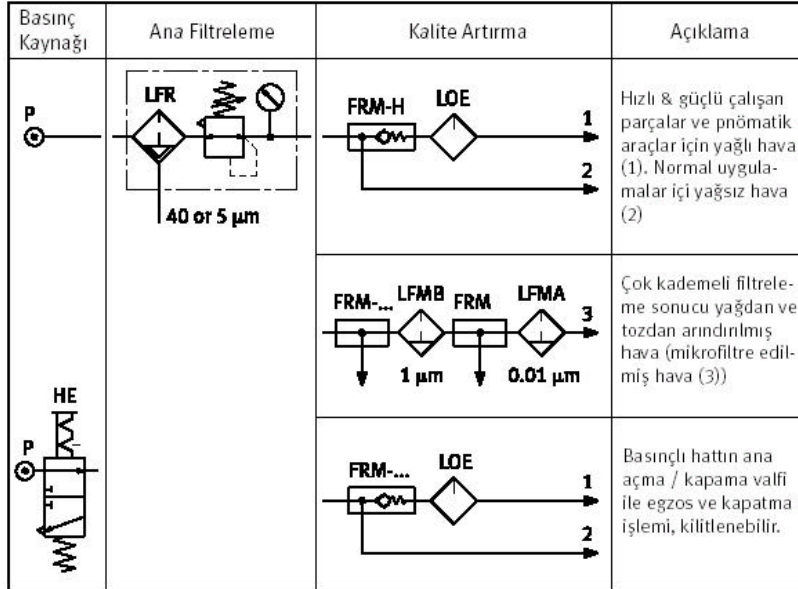 Basınç
Kaynağı
Ana Filtreleme
Kalite Artırma
Açıklama
P
LFR
40 or 5 µm
FRM-H
LOE
1
2
Hızlı & güçlü çalışan
parçalar ve pnömatik
araçlar için yağlı hava
(1). Normal uygula-
malar içi yağsız hava
(2)
FRM-...
LFMB
FRM
LFMA
3
1 µm
0.01 µm
Çok kademeli filtrele-
me sonucu yağdan ve
tozdan arındırılmış
hava (mikrofiltre edil-
miş hava (3))
HE
P
FRM-...
LOE
1
2
Basınçlı hattın ana
açma / kapama valfi
ile egzos ve kapatma
işlemi, kilitlenebilir.